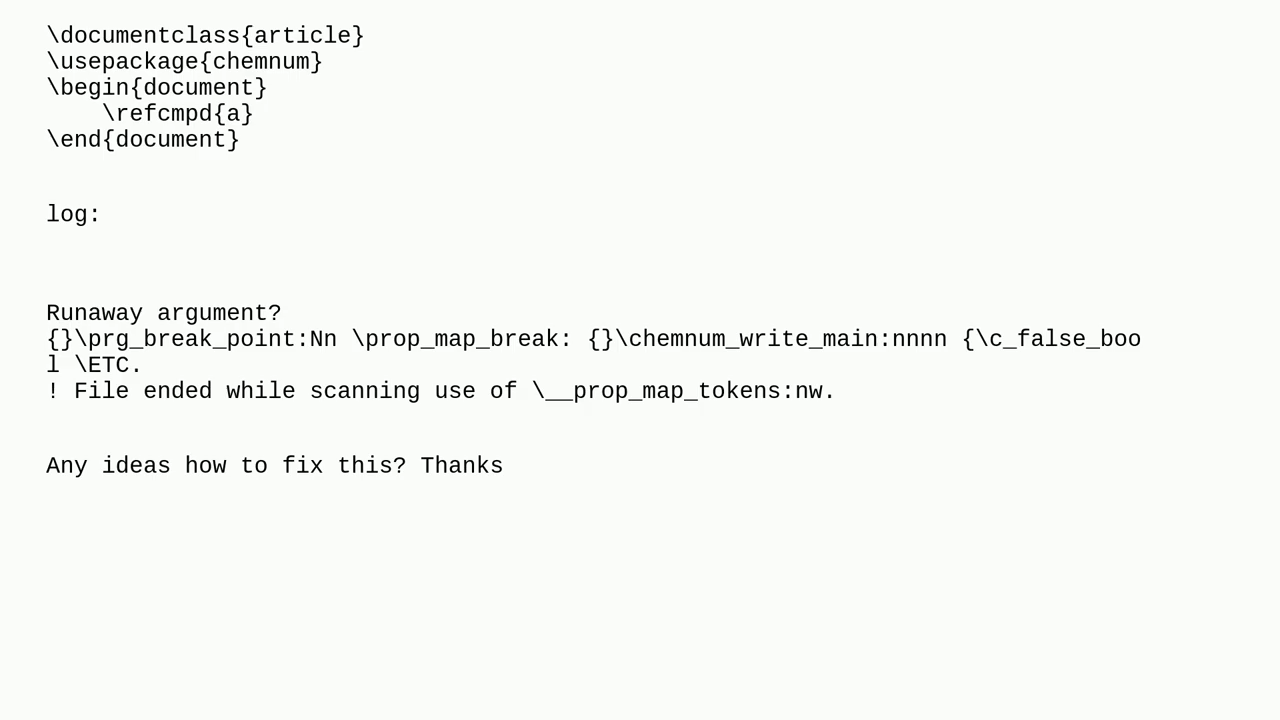 \documentclass{article}
\usepackage{chemnum}
\begin{document}
    \refcmpd{a}
\end{document}
log:
Runaway argument?
{}\prg_break_point:Nn \prop_map_break: {}\chemnum_write_main:nnnn {\c_false_boo
l \ETC.
! File ended while scanning use of \__prop_map_tokens:nw.
Any ideas how to fix this? Thanks